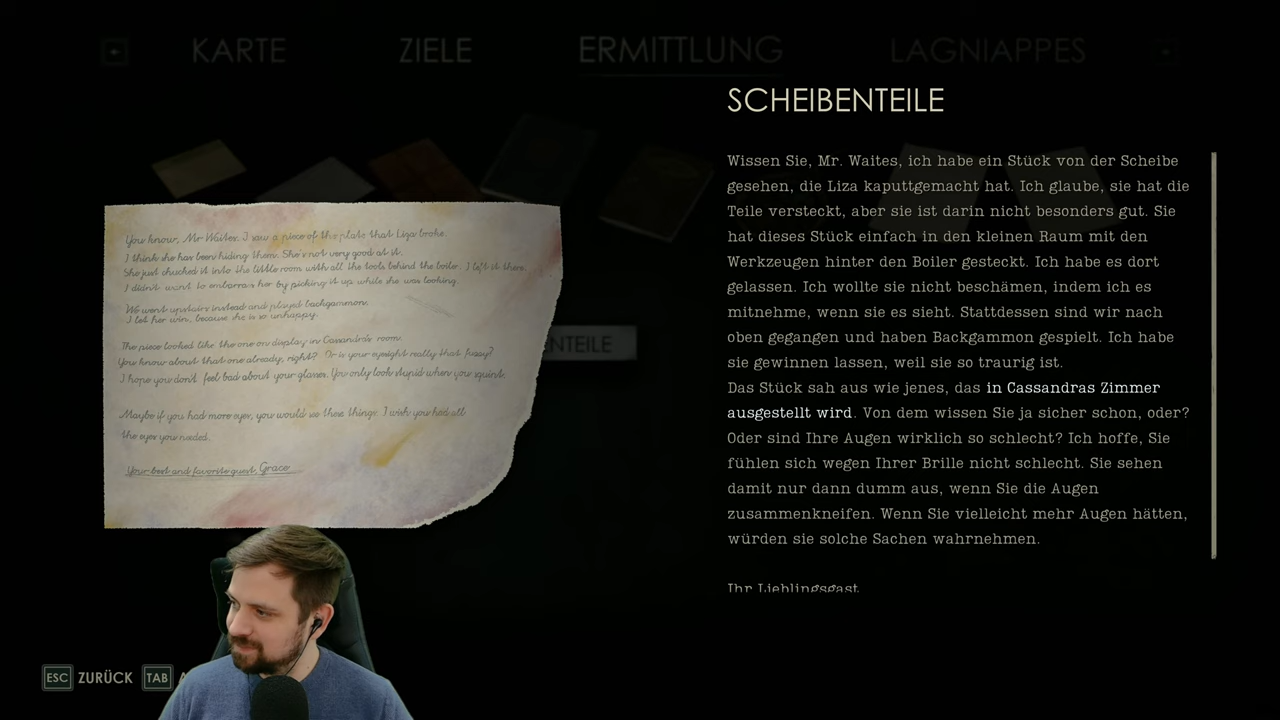 KARTE
ZIELE
ERMITTLUNG
LAGNIAPPES
SCHEIBENTEILE
Wissen Sie, Mr. Waites, ich habe ein Stück von der Scheibe
gesehen, die Liza kaputtgemacht hat. Ich glaube, sie hat die
Teile versteckt, aber sie ist darin nicht besonders gut. Sie
hat dieses Stück einfach in den kleinen Raum mit den
Werkzeugen hinter den Boiler gesteckt. Ich habe es dort
gelassen. Ich wollte sie nicht beschämen, indem ich es
mitnehme, wenn sie es sieht. Stattdessen sind wir nach
oben gegangen und haben Backgammon gespielt. Ich habe
sie gewinnen lassen, weil sie so traurig ist.
Das Stück sah aus wie jenes, das in Cassandras Zimmer
ausgestellt wird. Von dem wissen Sie ja sicher schon, oder?
Oder sind Ihre Augen wirklich so schlecht? Ich hoffe, Sie
fühlen sich wegen Ihrer Brille nicht schlecht. Sie sehen
damit nur dann dumm aus, wenn Sie die Augen
zusammenkneifen. Wenn Sie vielleicht mehr Augen hätten,
würden sie solche Sachen wahrnehmen.
Ihr Lieblingsgast
You know, Mr Waites. I saw a piece of the plate that Liza broke.
I think she has been hiding them. She's not very good at it.
She just chucked it into the little room with all the tools behind the boiler. I left it there.
I didn't want to embarrass her by picking it up while she was looking.
We went upstairs instead and played backgammon.
I let her win, because she is so unhappy.
The piece looked like the one on display in Cassandra's room.
You know about that one already, right? Or is your eyesight really that fuzzy?
I hope you don't feel bad about your glasses. You only look stupid when you squint.
Maybe if you had more eyes, you would see these things. I wish you had all
the eyes you needed.
Your best and favorite guest, Grace
ENTEILE
ESC ZURÜCK TAB A